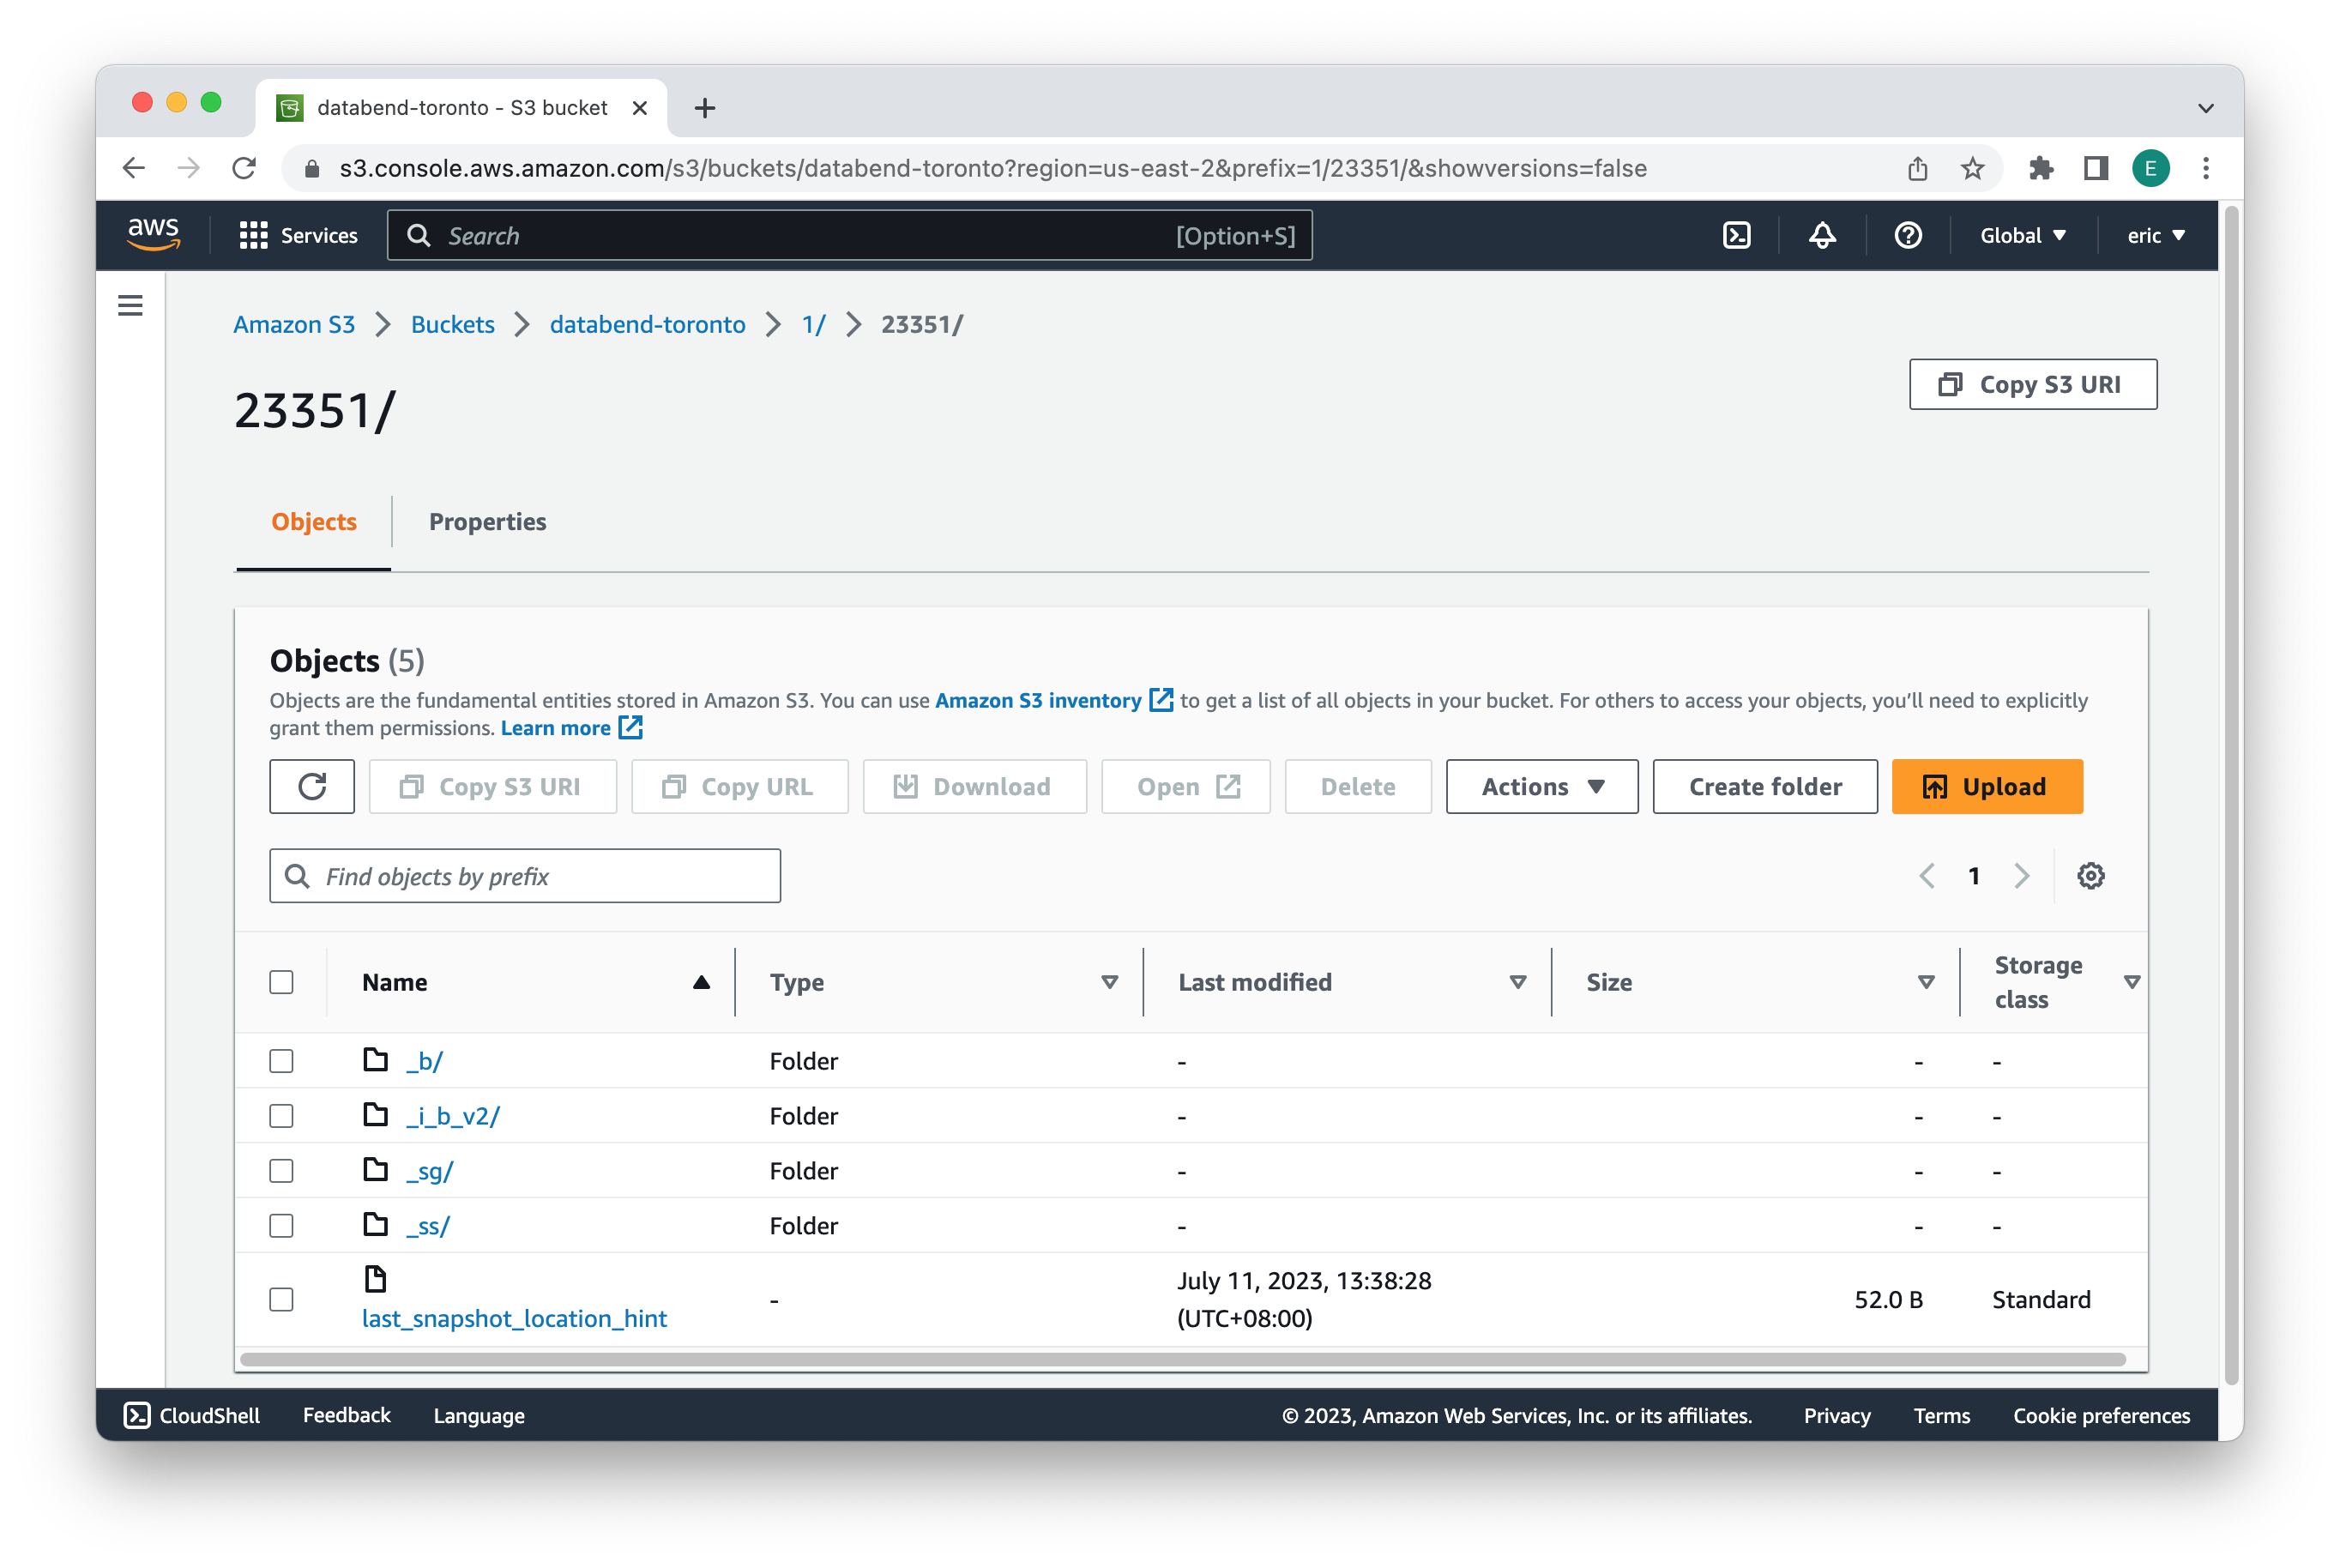 databend-toronto - S3 bucket
s3.console.aws.amazon.com/s3/buckets/databend-toronto?region=us-east-2&prefix=1/23351/&showversions=false
E
aws
Services
Search
[Option+S]
Global
eric
Amazon S3
Buckets
databend-toronto
1/
23351/
23351/
Copy S3 URI
Objects
Properties
Objects (5)
Objects are the fundamental entities stored in Amazon S3. You can use Amazon S3 inventory to get a list of all objects in your bucket. For others to access your objects, you’ll need to explicitly
grant them permissions. Learn more
Copy S3 URI
Copy URL
Download
Open
Delete
Actions
Create folder
Upload
Find objects by prefix
1
Name
Type
Last modified
Size
Storage
class
_b/ Folder - - -
_i_b_v2/ Folder - - -
_sg/ Folder - - -
_ss/ Folder - - -
last_snapshot_location_hint
-
July 11, 2023, 13:38:28
(UTC+08:00)
52.0 B
Standard
CloudShell
Feedback
Language
© 2023, Amazon Web Services, Inc. or its affiliates.
Privacy
Terms
Cookie preferences